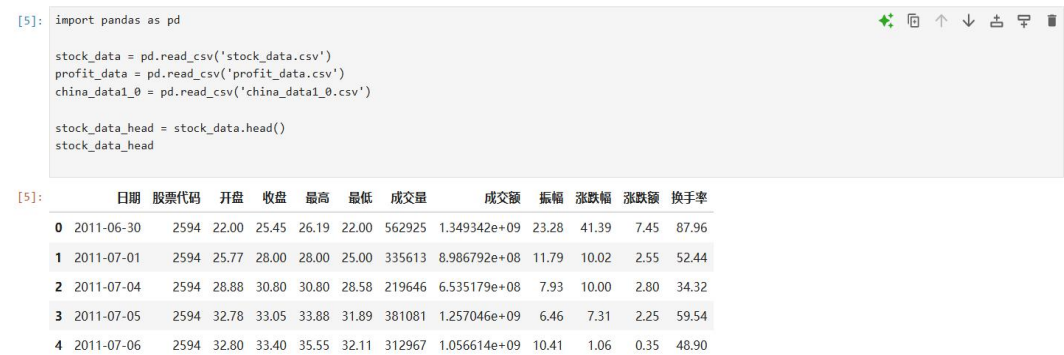 [5]: import pandas as pd
stock_data = pd.read_csv('stock_data.csv')
profit_data = pd.read_csv('profit_data.csv')
china_data1_0 = pd.read_csv('china_data1_0.csv')
stock_data_head = stock_data.head()
stock_data_head
[5]: 日期 股票代码 开盘 收盘 最高 最低 成交量 成交额 振幅 涨跌幅 涨跌额 换手率
0 2011-06-30 2594 22.00 25.45 26.19 22.00 562925 1.349342e+09 23.28 41.39 7.45 87.96
1 2011-07-01 2594 25.77 28.00 28.00 25.00 335613 8.986792e+08 11.79 10.02 2.55 52.44
2 2011-07-04 2594 28.88 30.80 30.80 28.58 219646 6.535179e+08 7.93 10.00 2.80 34.32
3 2011-07-05 2594 32.78 33.05 33.88 31.89 381081 1.257046e+09 6.46 7.31 2.25 59.54
4 2011-07-06 2594 32.80 33.40 35.55 32.11 312967 1.056614e+09 10.41 1.06 0.35 48.90